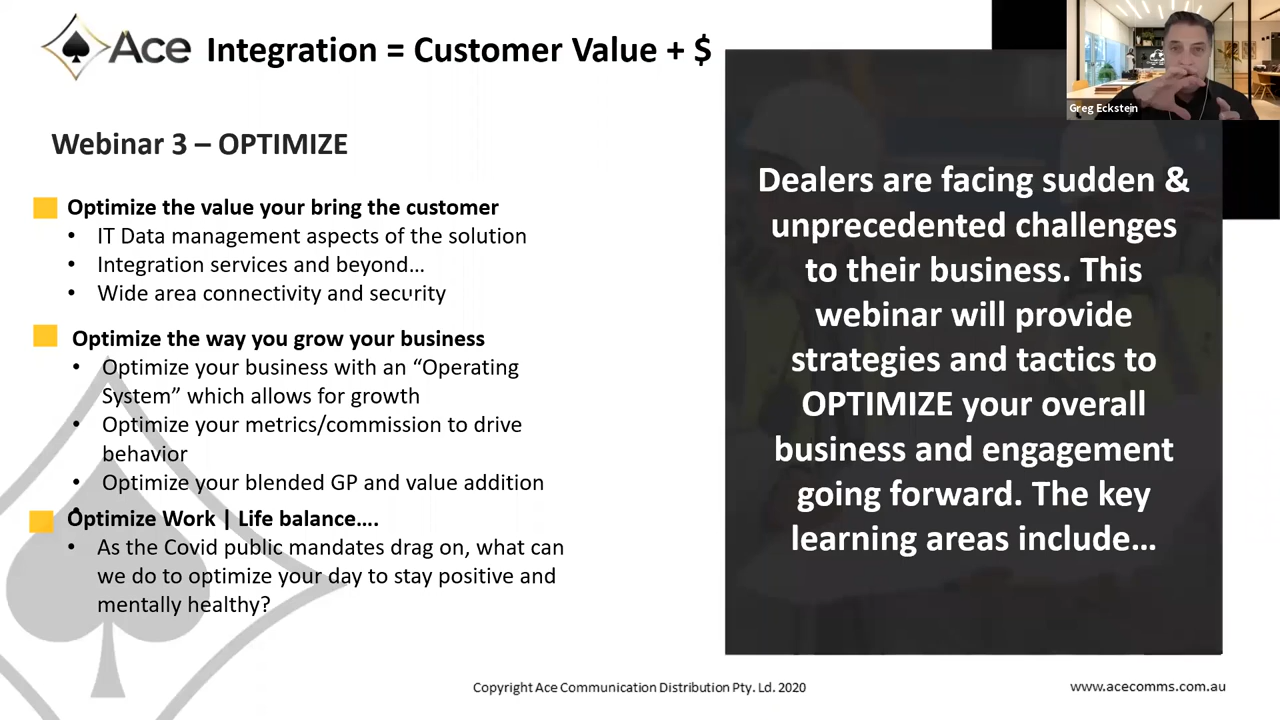 Ace Integration = Customer Value + $
Greg Eckstein
Webinar 3 – OPTIMIZE
Optimize the value your bring the customer
• IT Data management aspects of the solution
• Integration services and beyond…
• Wide area connectivity and security
Optimize the way you grow your business
• Optimize your business with an “Operating
System” which allows for growth
• Optimize your metrics/commission to drive
behavior
• Optimize your blended GP and value addition
•
Optimize Work | Life balance….
• As the Covid public mandates drag on, what can
we do to optimize your day to stay positive and
mentally healthy?
Dealers are facing sudden &
unprecedented challenges
to their business. This
webinar will provide
strategies and tactics to
OPTIMIZE your overall
business and engagement
going forward. The key
learning areas include…
Copyright Ace Communication Distribution Pty. Ld. 2020
www.acecomms.com.au